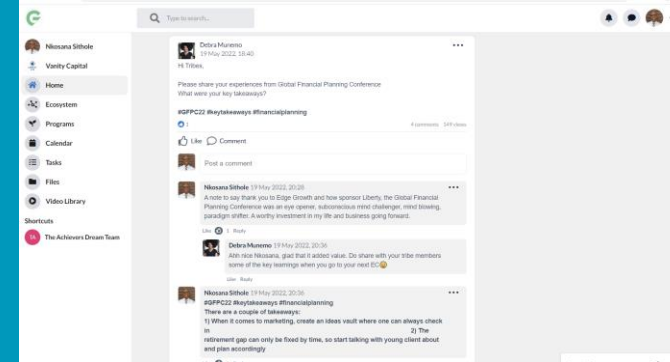 Type to search...
Nkosana Sithole
Vanity Capital
Home
Ecosystem
Programs
Calendar
Tasks
Files
Video Library
Shortcuts
The Achievers Dream Team
Debra Munemo
19 May 2022, 18:40
Hi Tribes,
Please share your experiences from Global Financial Planning Conference
What were your key takeaways?
#GFPC22 #keytakeaways #financialplanning
1
4 comments 149 views
Like Comment
Post a comment
Nkosana Sithole 19 May 2022, 20:28
A note to say thank you to Edge Growth and how sponsor Liberty, the Global Financial
Planning Conference was an eye opener, subconscious mind challenger, mind blowing,
paradigm shifter. A worthy investment in my life and business going forward.
Like 1 Reply
Debra Munemo 19 May 2022, 20:36
Ahh nice Nkosana, glad that it added value. Do share with your tribe members
some of the key learnings when you go to your next EC
Like Reply
Nkosana Sithole 19 May 2022, 20:36
#GFPC22 #keytakeaways #financialplanning
There are a couple of takeaways:
1) When it comes to marketing, create an ideas vault where one can always check
in 2) The
retirement gap can only be fixed by time, so start talking with young client about
and plan accordingly